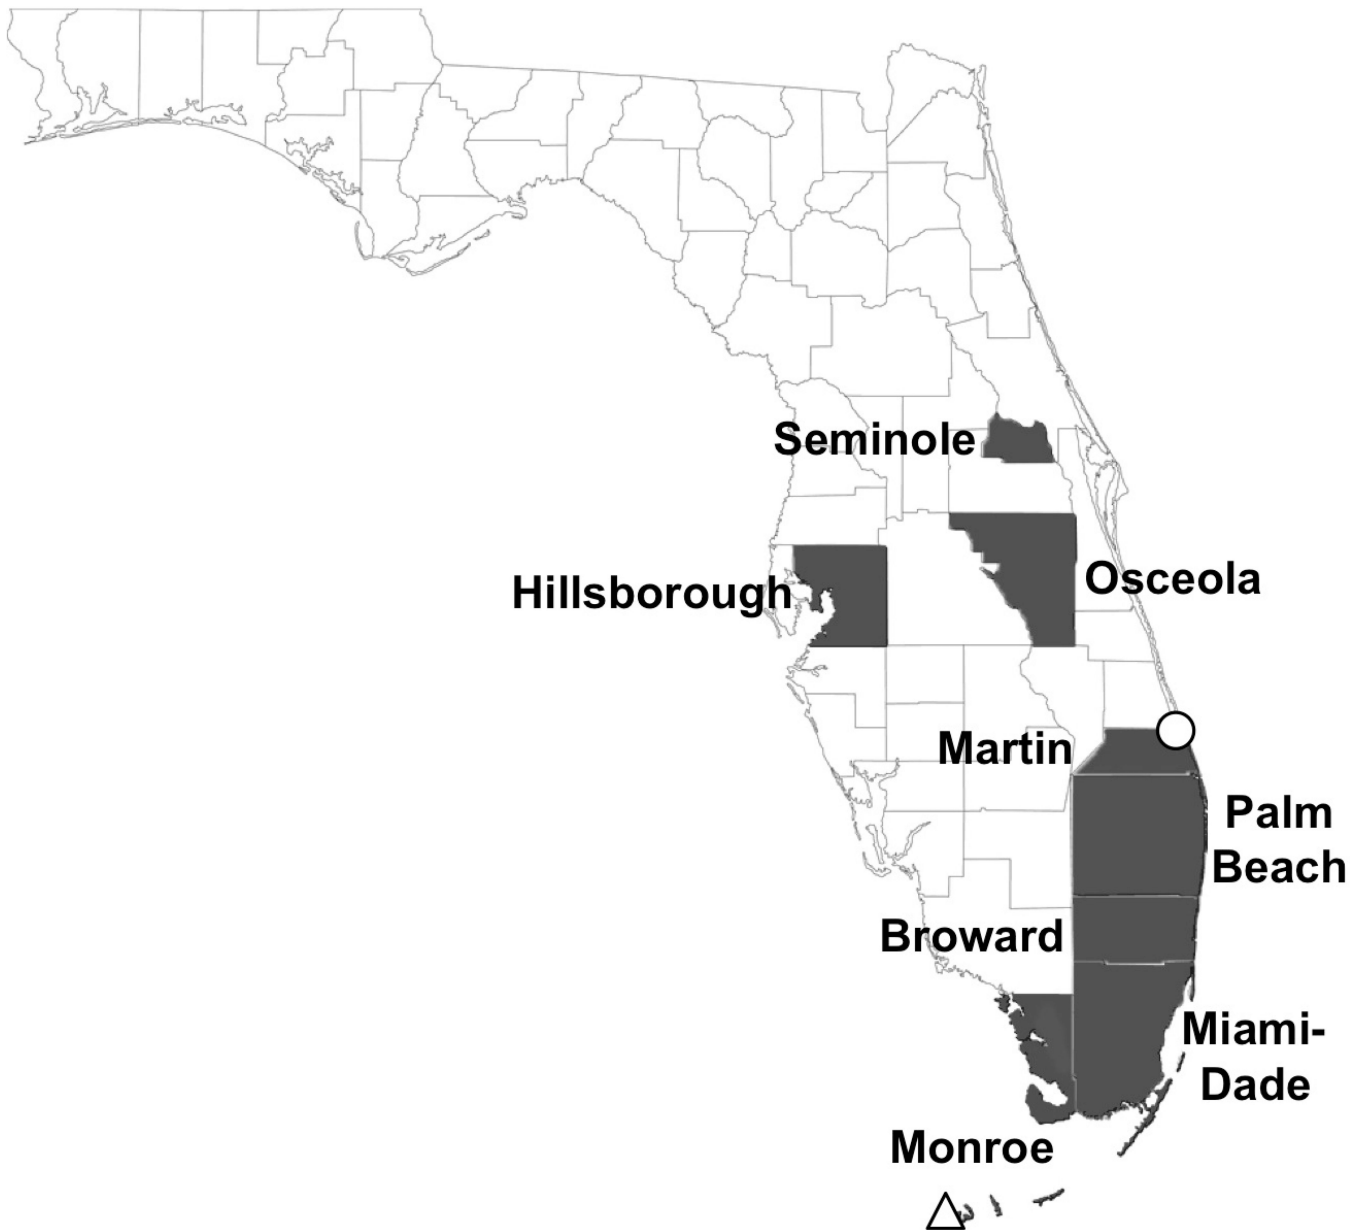 Seminole
Hillsborough
Osceola
Martin
Palm
Beach
Broward
Miami-
Dade
Monroe